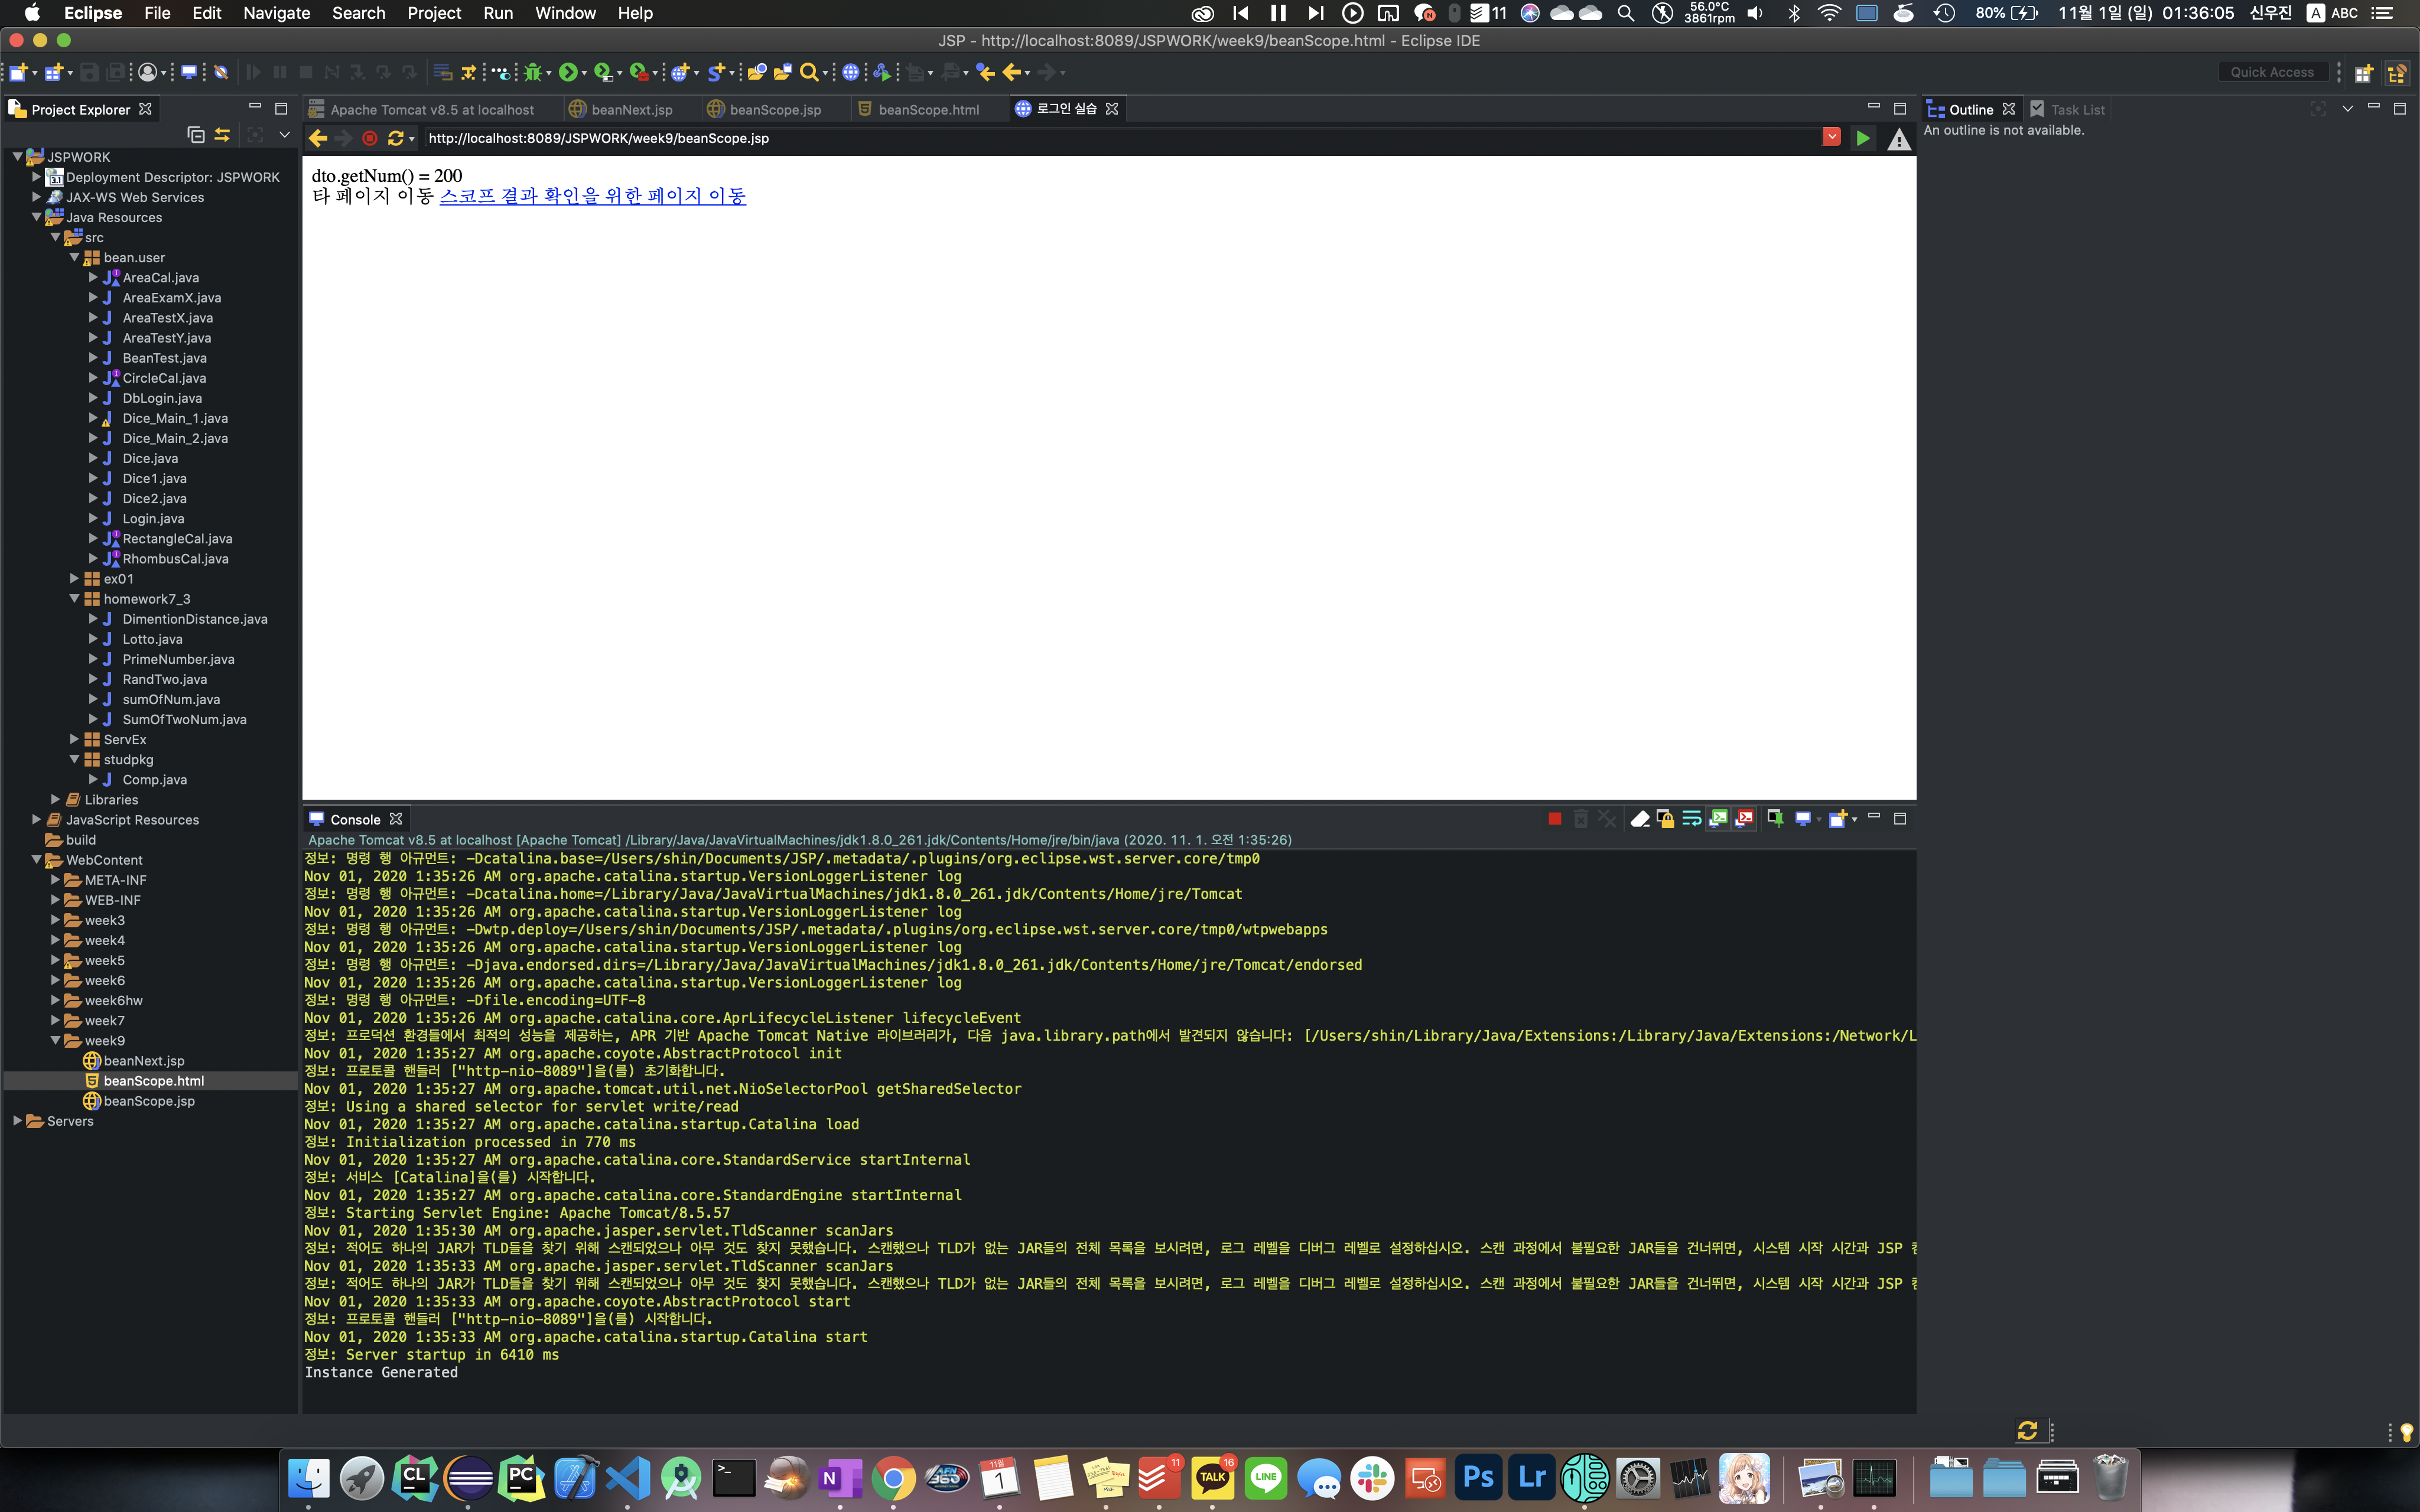 Eclipse File Edit Navigate Search Project Run Window Help
11 56.0°C 3861rpm 80% 11월 1일 (일) 01:36:05 신우진 A ABC
JSP - http://localhost:8089/JSPWORK/week9/beanScope.html - Eclipse IDE
Quick Access
Project Explorer
JSPWORK
Deployment Descriptor: JSPWORK
JAX-WS Web Services
Java Resources
src
bean.user
AreaCal.java
AreaExamX.java
AreaTestX.java
AreaTestY.java
BeanTest.java
CircleCal.java
DbLogin.java
Dice_Main_1.java
Dice_Main_2.java
Dice.java
Dice1.java
Dice2.java
Login.java
RectangleCal.java
RhombusCal.java
ex01
homework7_3
DimentionDistance.java
Lotto.java
PrimeNumber.java
RandTwo.java
sumOfNum.java
SumOfTwoNum.java
ServEx
studpkg
Comp.java
Libraries
JavaScript Resources
build
WebContent
META-INF
WEB-INF
week3
week4
week5
week6
week6hw
week7
week9
beanNext.jsp
beanScope.html
beanScope.jsp
Servers
Apache Tomcat v8.5 at localhost beanNext.jsp beanScope.jsp beanScope.html 로그인 실습
http://localhost:8089/JSPWORK/week9/beanScope.jsp
dto.getNum() = 200
타 페이지 이동 스코프 결과 확인을 위한 페이지 이동
Outline Task List
An outline is not available.
Console
Apache Tomcat v8.5 at localhost [Apache Tomcat] /Library/Java/JavaVirtualMachines/jdk1.8.0_261.jdk/Contents/Home/jre/bin/java (2020. 11. 1. 오전 1:35:26)
정보: 명령 행 아규먼트: -Dcatalina.base=/Users/shin/Documents/JSP/.metadata/.plugins/org.eclipse.wst.server.core/tmp0
Nov 01, 2020 1:35:26 AM org.apache.catalina.startup.VersionLoggerListener log
정보: 명령 행 아규먼트: -Dcatalina.home=/Library/Java/JavaVirtualMachines/jdk1.8.0_261.jdk/Contents/Home/jre/Tomcat
Nov 01, 2020 1:35:26 AM org.apache.catalina.startup.VersionLoggerListener log
정보: 명령 행 아규먼트: -Dwtp.deploy=/Users/shin/Documents/JSP/.metadata/.plugins/org.eclipse.wst.server.core/tmp0/wtpwebapps
Nov 01, 2020 1:35:26 AM org.apache.catalina.startup.VersionLoggerListener log
정보: 명령 행 아규먼트: -Djava.endorsed.dirs=/Library/Java/JavaVirtualMachines/jdk1.8.0_261.jdk/Contents/Home/jre/Tomcat/endorsed
Nov 01, 2020 1:35:26 AM org.apache.catalina.startup.VersionLoggerListener log
정보: 명령 행 아규먼트: -Dfile.encoding=UTF-8
Nov 01, 2020 1:35:26 AM org.apache.catalina.core.AprLifecycleListener lifecycleEvent
정보: 프로덕션 환경들에서 최적의 성능을 제공하는, APR 기반 Apache Tomcat Native 라이브러리가, 다음 java.library.path에서 발견되지 않습니다: [/Users/shin/Library/Java/Extensions:/Library/Java/Extensions:/Network/L
Nov 01, 2020 1:35:27 AM org.apache.coyote.AbstractProtocol init
정보: 프로토콜 핸들러 ["http-nio-8089"]을(를) 초기화합니다.
Nov 01, 2020 1:35:27 AM org.apache.tomcat.util.net.NioSelectorPool getSharedSelector
정보: Using a shared selector for servlet write/read
Nov 01, 2020 1:35:27 AM org.apache.catalina.startup.Catalina load
정보: Initialization processed in 770 ms
Nov 01, 2020 1:35:27 AM org.apache.catalina.core.StandardService startInternal
정보: 서비스 [Catalina]을(를) 시작합니다.
Nov 01, 2020 1:35:27 AM org.apache.catalina.core.StandardEngine startInternal
정보: Starting Servlet Engine: Apache Tomcat/8.5.57
Nov 01, 2020 1:35:30 AM org.apache.jasper.servlet.TldScanner scanJars
정보: 적어도 하나의 JAR가 TLD들을 찾기 위해 스캔되었으나 아무 것도 찾지 못했습니다. 스캔했으나 TLD가 없는 JAR들의 전체 목록을 보시려면, 로그 레벨을 디버그 레벨로 설정하십시오. 스캔 과정에서 불필요한 JAR들을 건너뛰면, 시스템 시작 시간과 JSP 컴
Nov 01, 2020 1:35:33 AM org.apache.jasper.servlet.TldScanner scanJars
정보: 적어도 하나의 JAR가 TLD들을 찾기 위해 스캔되었으나 아무 것도 찾지 못했습니다. 스캔했으나 TLD가 없는 JAR들의 전체 목록을 보시려면, 로그 레벨을 디버그 레벨로 설정하십시오. 스캔 과정에서 불필요한 JAR들을 건너뛰면, 시스템 시작 시간과 JSP 컴
Nov 01, 2020 1:35:33 AM org.apache.coyote.AbstractProtocol start
정보: 프로토콜 핸들러 ["http-nio-8089"]을(를) 시작합니다.
Nov 01, 2020 1:35:33 AM org.apache.catalina.startup.Catalina start
정보: Server startup in 6410 ms
Instance Generated
CL PC N 11월 1 11 TALK 16 LINE Ps Lr